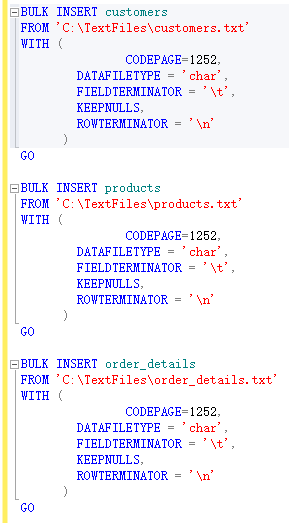 BULK INSERT customers
FROM 'C:\TextFiles\customers.txt'
WITH (
CODEPAGE=1252,
DATAFILETYPE = 'char',
FIELDTERMINATOR = '\t',
KEEPNULLS,
ROWTERMINATOR = '\n'
)
GO
BULK INSERT products
FROM 'C:\TextFiles\products.txt'
WITH (
CODEPAGE=1252,
DATAFILETYPE = 'char',
FIELDTERMINATOR = '\t',
KEEPNULLS,
ROWTERMINATOR = '\n'
)
GO
BULK INSERT order_details
FROM 'C:\TextFiles\order_details.txt'
WITH (
CODEPAGE=1252,
DATAFILETYPE = 'char',
FIELDTERMINATOR = '\t',
KEEPNULLS,
ROWTERMINATOR = '\n'
)
GO